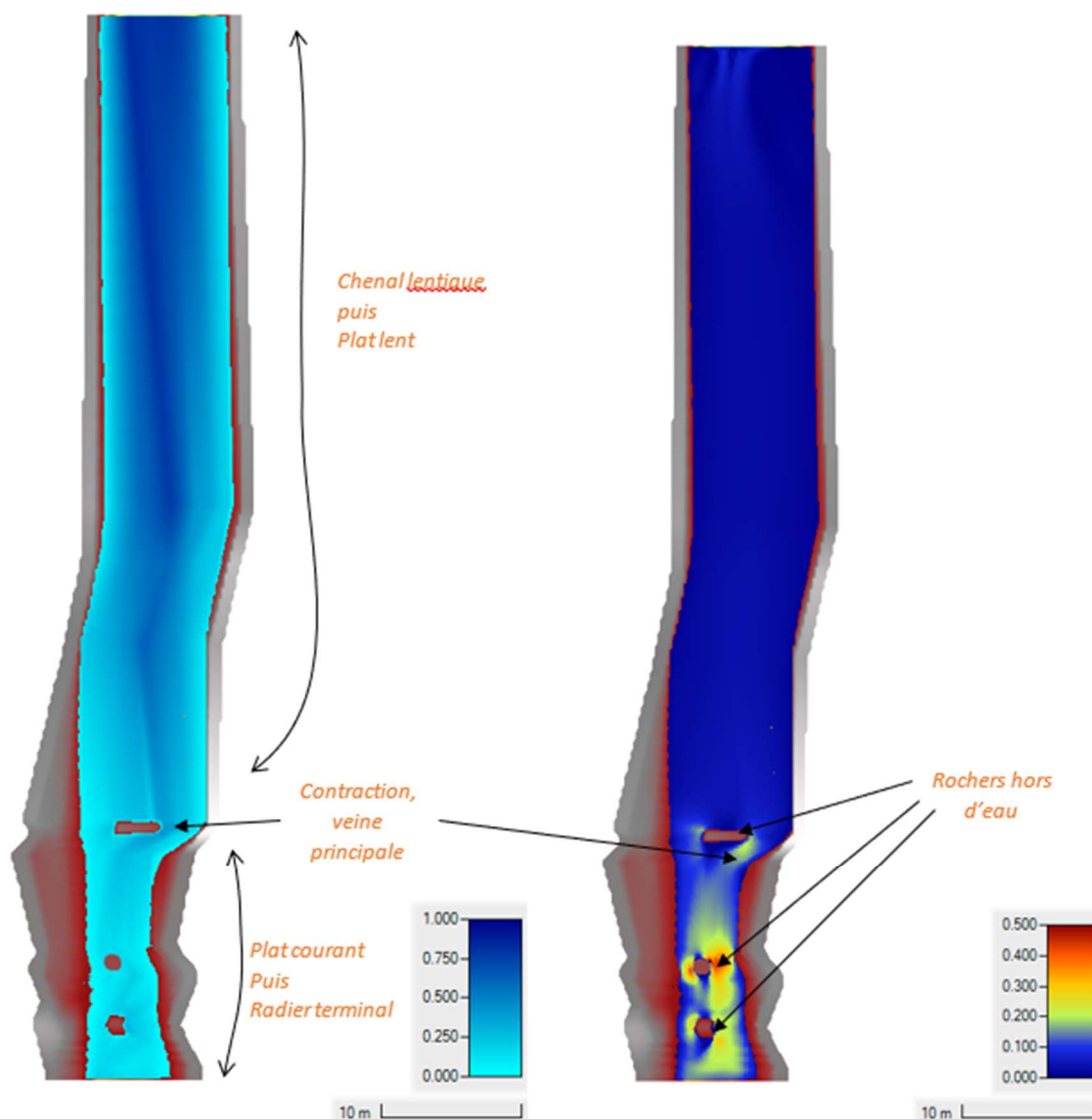 Chenal lentique
puis
Plat lent
Contraction,
veine
principale
Rochers hors
d'eau
Plat courant
Puis
Radier terminal
1.000
0.750
0.500
0.250
0.000
10 m
0.500
0.400
0.300
0.200
0.100
0.000
10 m